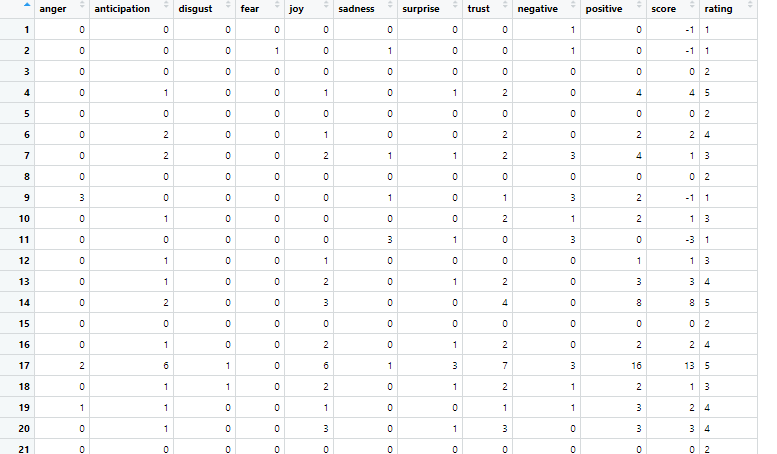 anger anticipation disgust fear joy sadness surprise trust negative positive score rating
1 0 0 0 0 0 0 0 0 1 0 -1 1
2 0 0 0 1 0 1 0 0 1 0 -1 1
3 0 0 0 0 0 0 0 0 0 0 0 2
4 0 1 0 0 1 0 1 2 0 4 4 5
5 0 0 0 0 0 0 0 0 0 0 0 2
6 0 2 0 0 1 0 0 2 0 2 2 4
7 0 2 0 0 2 1 1 2 3 4 1 3
8 0 0 0 0 0 0 0 0 0 0 0 2
9 3 0 0 0 0 1 0 1 3 2 -1 1
10 0 1 0 0 0 0 0 2 1 2 1 3
11 0 0 0 0 0 3 1 0 3 0 -3 1
12 0 1 0 0 1 0 0 0 0 1 1 3
13 0 1 0 0 2 0 1 2 0 3 3 4
14 0 2 0 0 3 0 0 4 0 8 8 5
15 0 0 0 0 0 0 0 0 0 0 0 2
16 0 1 0 0 2 0 1 2 0 2 2 4
17 2 6 1 0 6 1 3 7 3 16 13 5
18 0 1 1 0 2 0 1 2 1 2 1 3
19 1 1 0 0 1 0 0 1 1 3 2 4
20 0 1 0 0 3 0 1 3 0 3 3 4
21 0 0 0 0 0 0 0 0 0 0 0 2